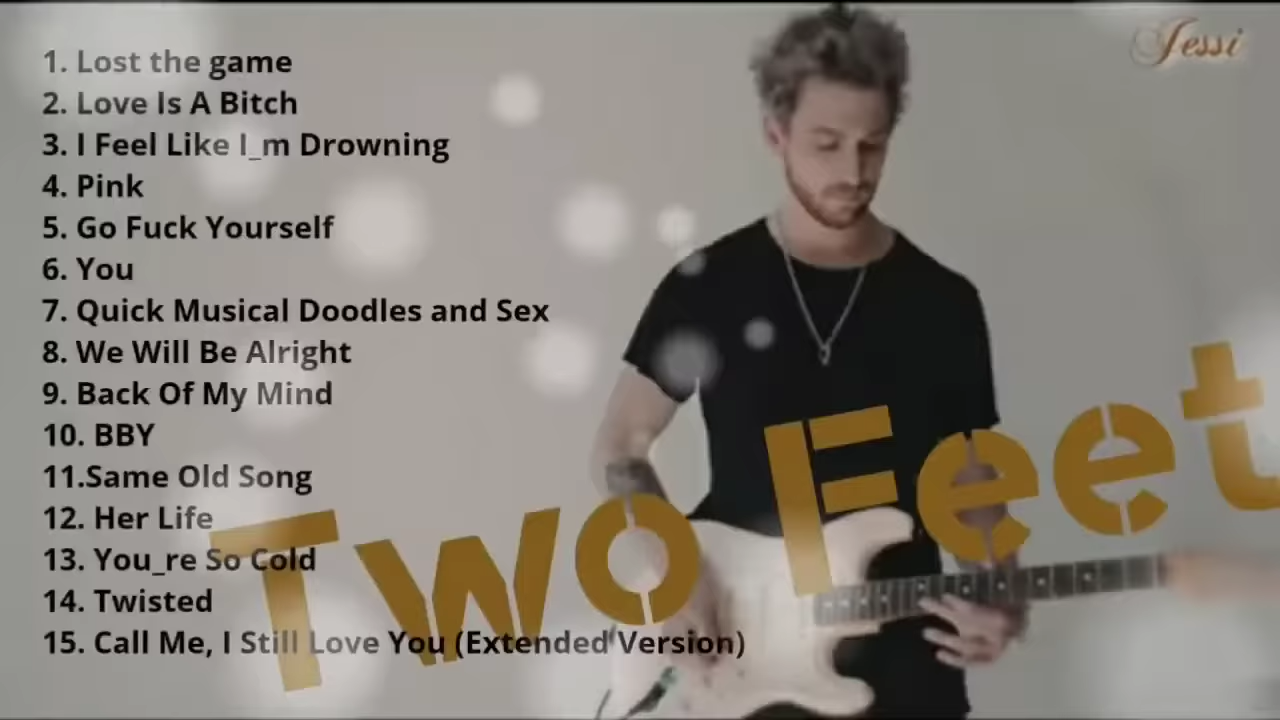 Jessi
1. Lost the game
2. Love Is A Bitch
3. I Feel Like I_m Drowning
4. Pink
5. Go Fuck Yourself
6. You
7. Quick Musical Doodles and Sex
8. We Will Be Alright
9. Back Of My Mind
10. BBY
11.Same Old Song
12. Her Life
13. You_re So Cold
14. Twisted
15. Call Me, I Still Love You (Extended Version)
Two Feet